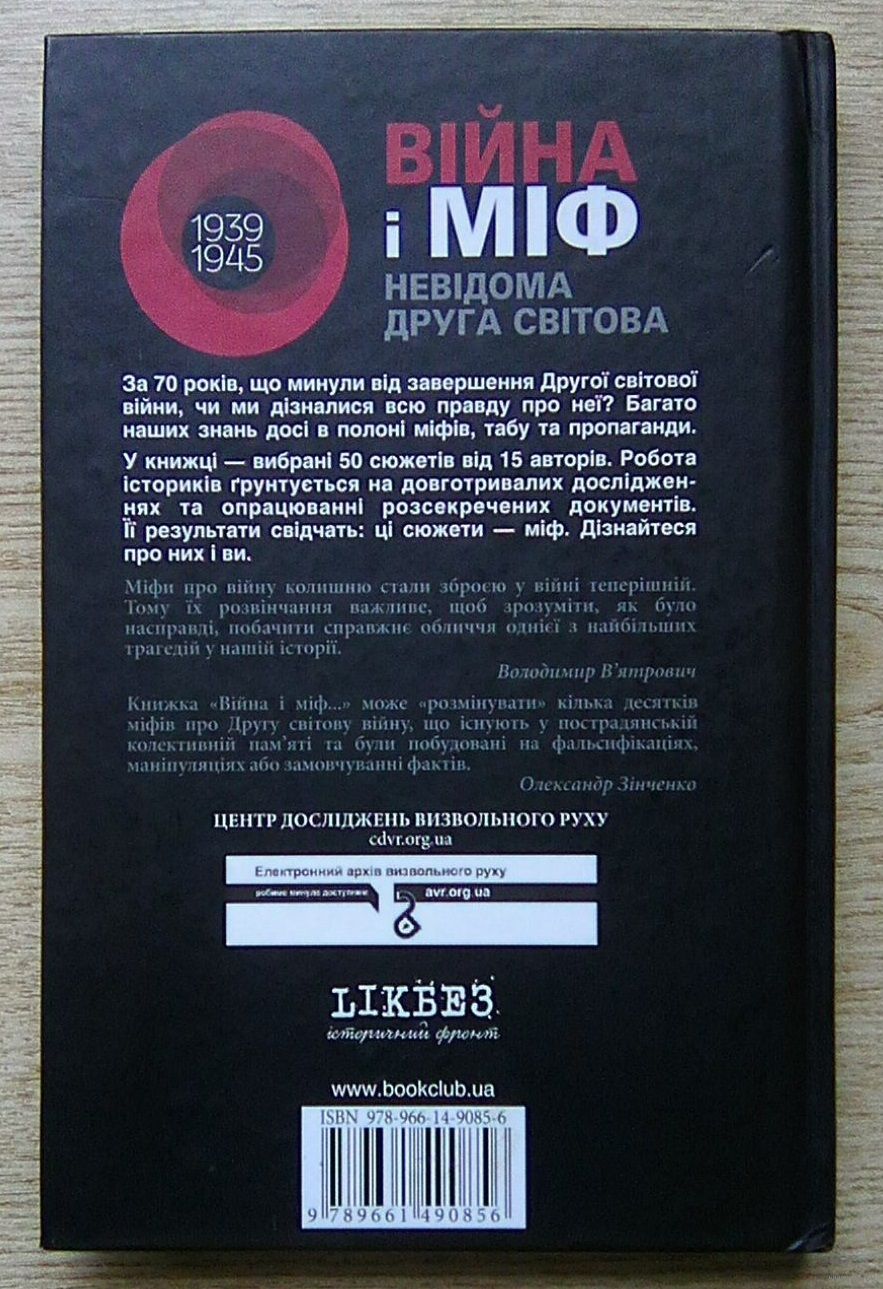 1939
1945
ВІЙНА
і МІФ
НЕВІДОМА
ДРУГА СВІТОВА
За 70 років, що минули від завершення Другої світової
війни, чи ми дізналися всю правду про неї? Багато
наших знань досі в полоні міфів, табу та пропаганди.
У книжці — вибрані 50 сюжетів від 15 авторів. Робота
істориків ґрунтується на довготривалих досліджен-
нях та опрацюванні розсекречених документів.
Її результати свідчать: ці сюжети — міф. Дізнайтеся
про них і ви.
Міфи про війну колишню стали зброєю у війні теперішній.
Тому їх розвінчання важливе, щоб зрозуміти, як було
насправді, побачити справжнє обличчя однієї з найбільших
трагедій у нашій історії.
Володимир В'ятрович
Книжка «Війна і міф...» може «розмінувати» кілька десятків
міфів про Другу світову війну, що існують у пострадянській
колективній пам'яті та були побудовані на фальсифікаціях,
маніпуляціях або замовчуванні фактів.
Олександр Зінченко
ЦЕНТР ДОСЛІДЖЕНЬ ВИЗВОЛЬНОГО РУХУ
cdvr.org.ua
Електронний архів визвольного руху
робимо минуле доступним avr.org.ua
LIKБЕЗ
історичний фронт
www.bookclub.ua
ISBN 978-966-14-9085-6
9 789661 490856